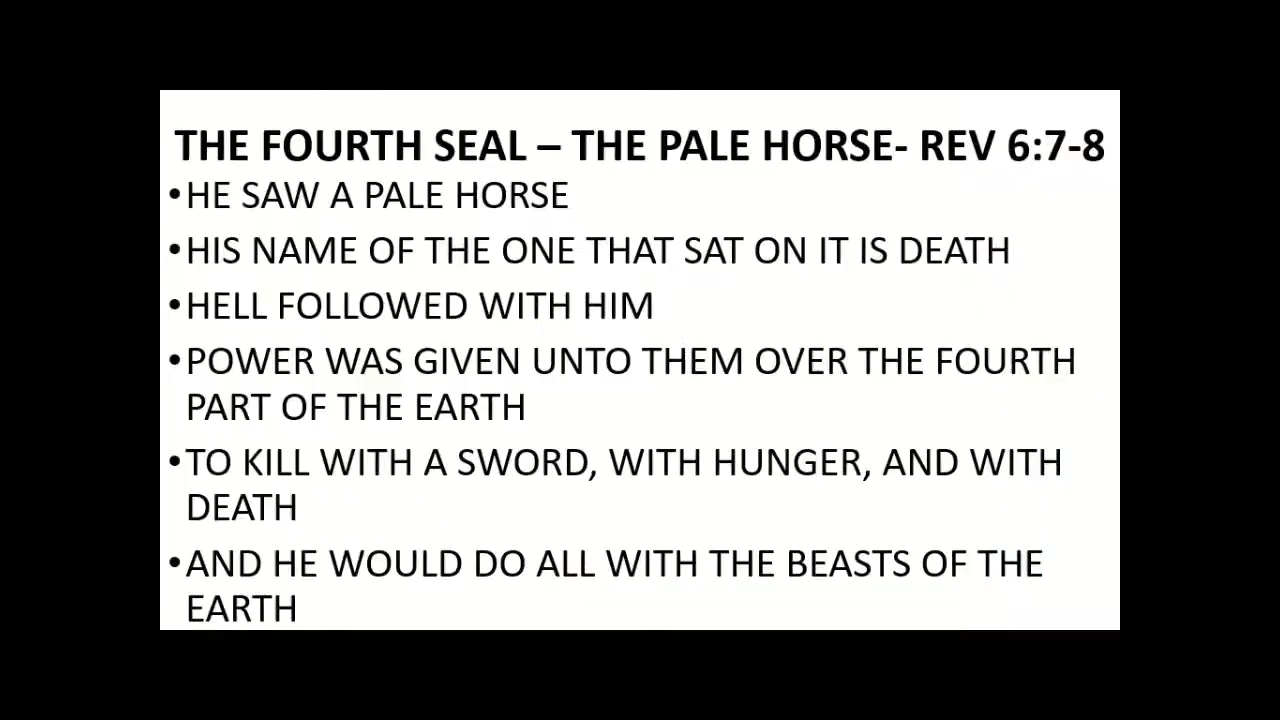 THE FOURTH SEAL – THE PALE HORSE- REV 6:7-8
•HE SAW A PALE HORSE
•HIS NAME OF THE ONE THAT SAT ON IT IS DEATH
•HELL FOLLOWED WITH HIM
•POWER WAS GIVEN UNTO THEM OVER THE FOURTH
PART OF THE EARTH
•TO KILL WITH A SWORD, WITH HUNGER, AND WITH
DEATH
•AND HE WOULD DO ALL WITH THE BEASTS OF THE
EARTH